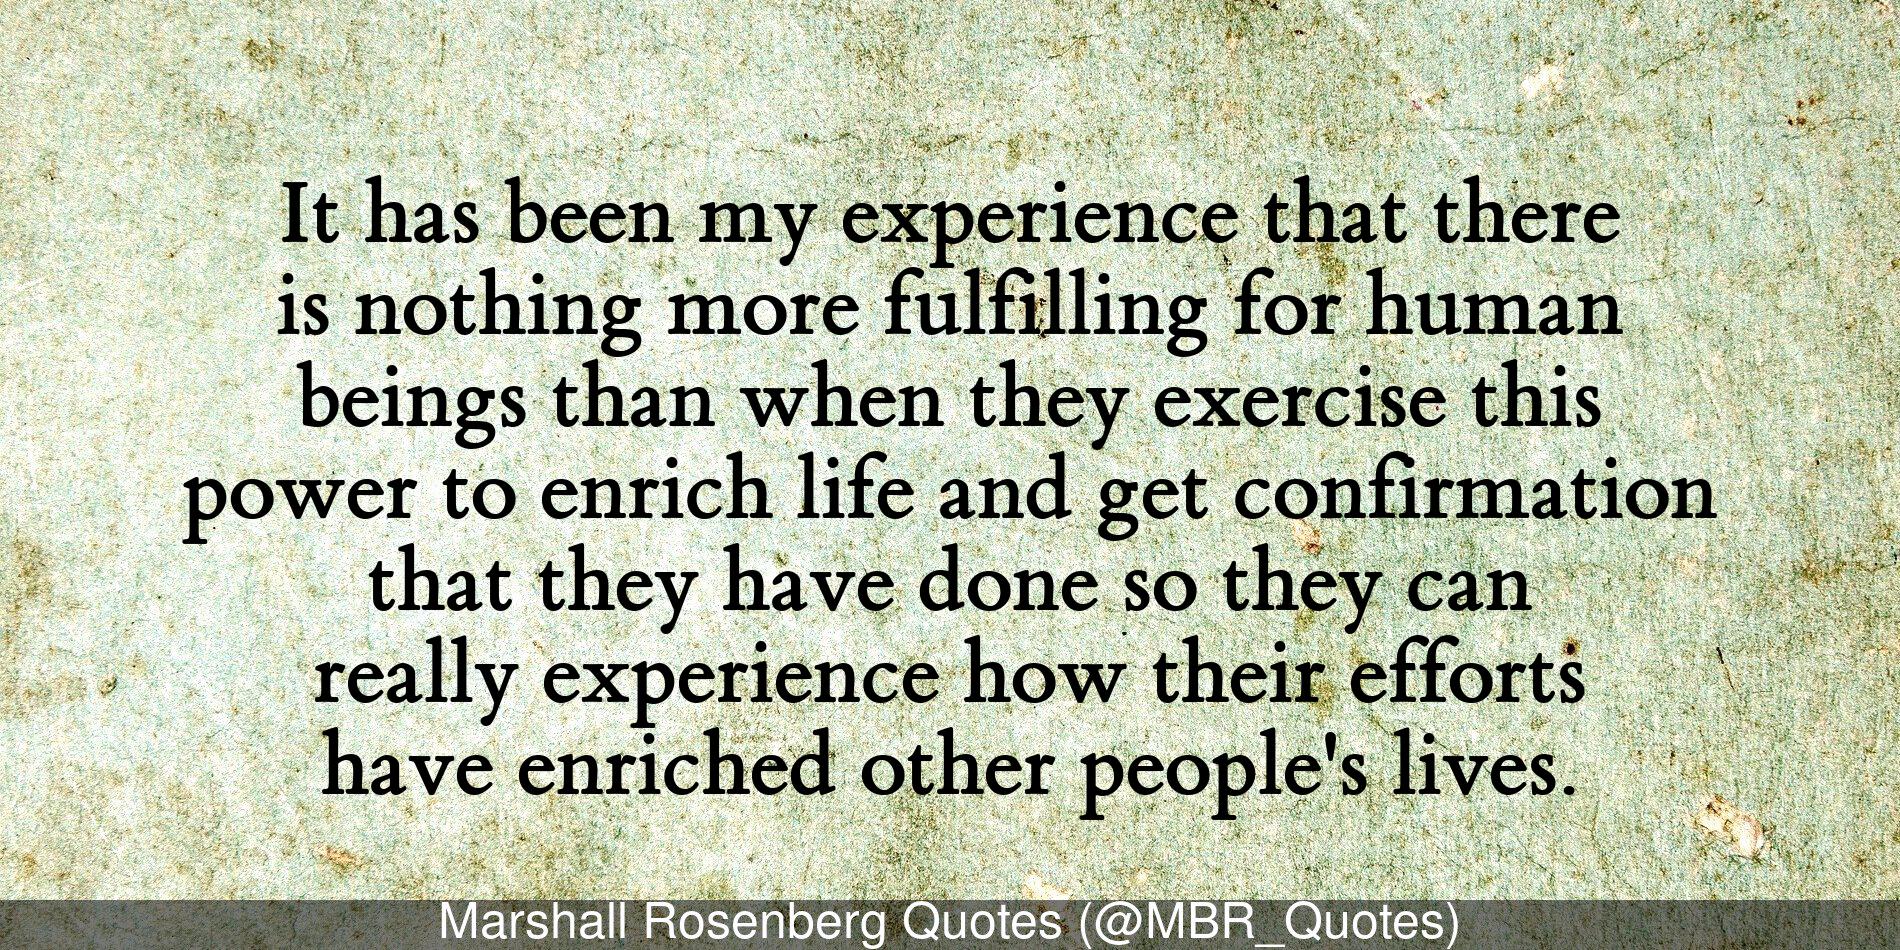 It has been my experience that there
is nothing more fulfilling for human
beings than when they exercise this
power to enrich life and get confirmation
that they have done so they can
really experience how their efforts
have enriched other people's lives.
Marshall Rosenberg Quotes (@MBR_Quotes)